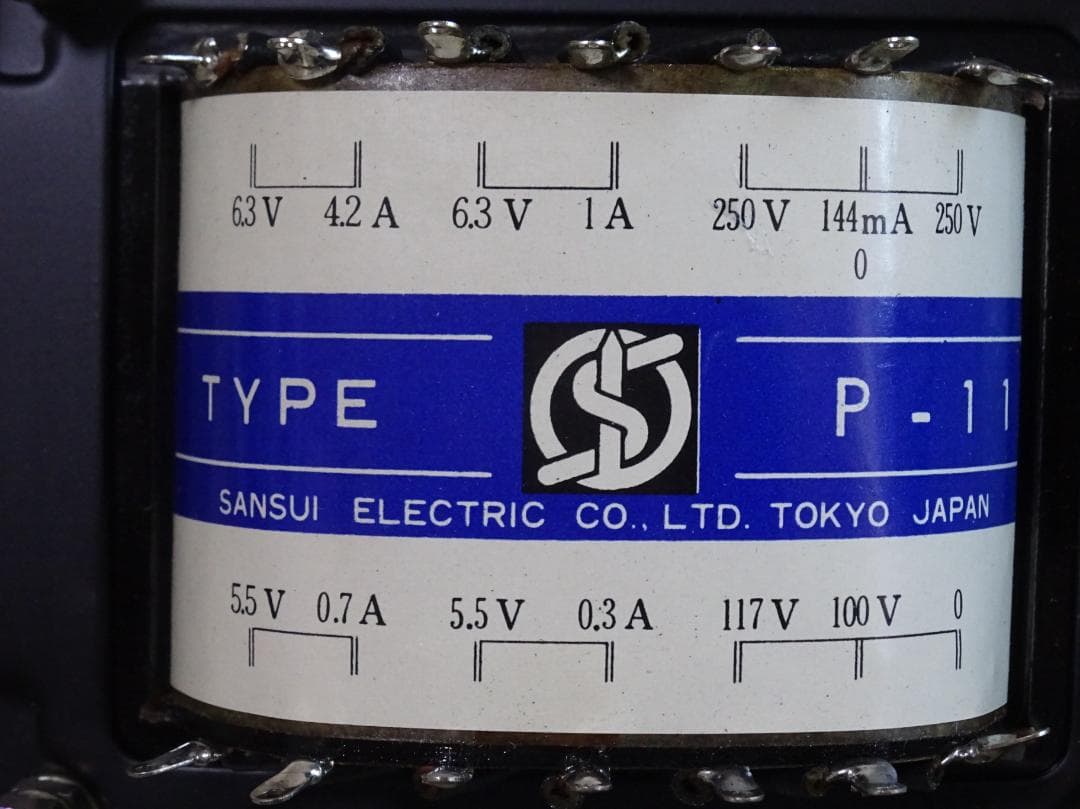 6.3 V 4.2 A 6.3 V 1 A 250 V 144mA 250 V
0
TYPE P - 11
SANSUI ELECTRIC CO., LTD. TOKYO JAPAN
5.5 V 0.7 A 5.5 V 0.3 A 117 V 100 V 0